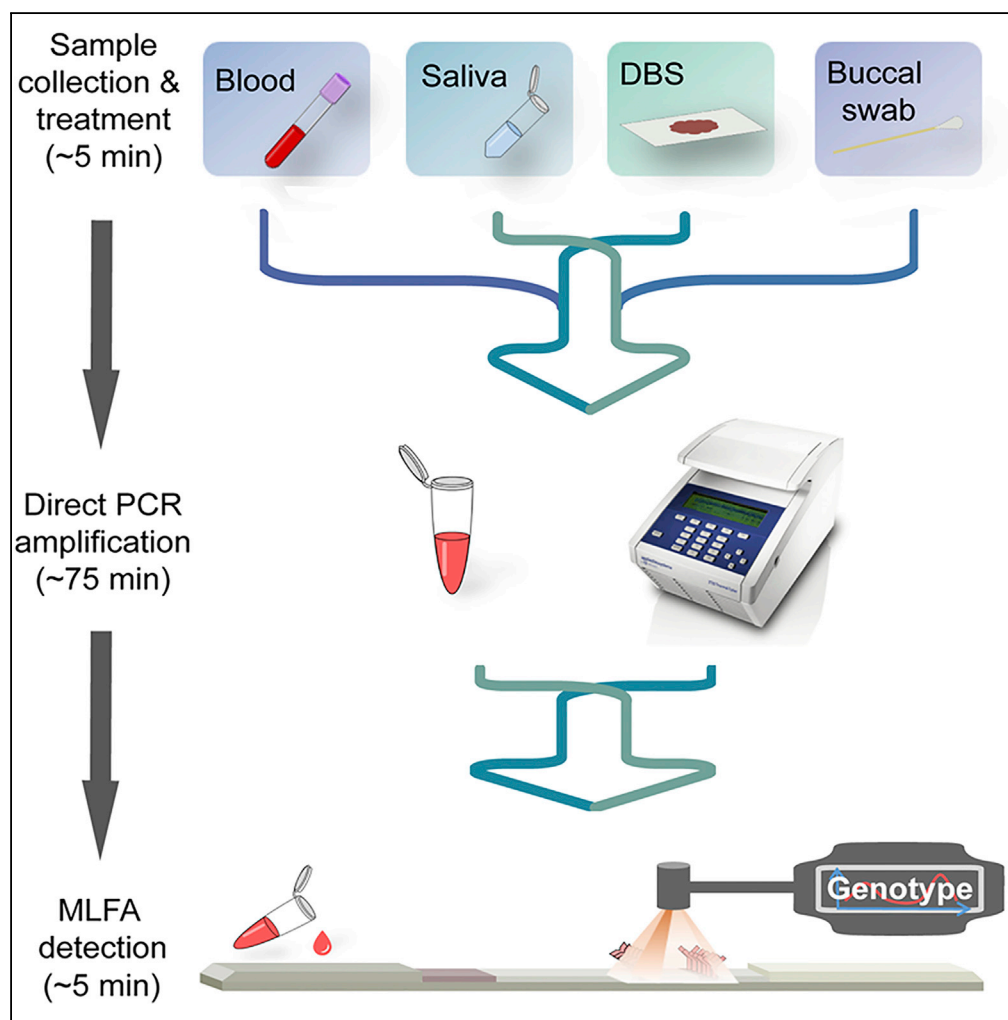 Sample
collection &
treatment
(~5 min)
Blood
Saliva
DBS
Buccal
swab
Direct PCR
amplification
(~75 min)
MLFA
detection
(~5 min)
Genotype